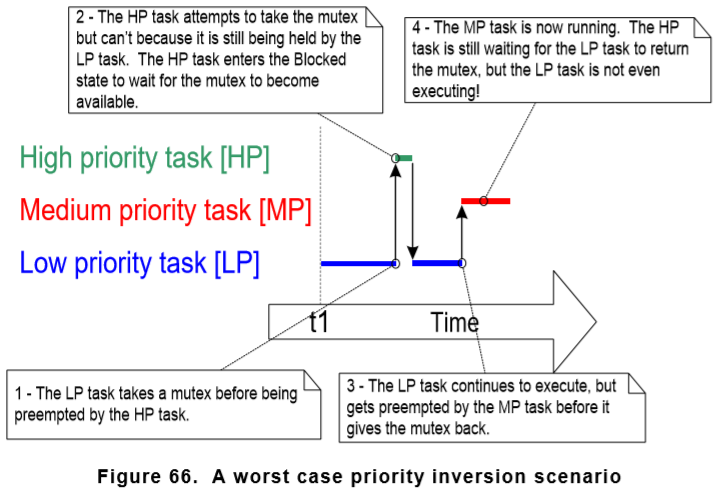 2 - The HP task attempts to take the mutex
but can't because it is still being held by the
LP task.  The HP task enters the Blocked
state to wait for the mutex to become
available.
4 - The MP task is now running.  The HP
task is still waiting for the LP task to return
the mutex, but the LP task is not even
executing!
High priority task [HP]
Medium priority task [MP]
Low priority task [LP]
t1 Time
1 - The LP task takes a mutex before being
preempted by the HP task.
3 - The LP task continues to execute, but
gets preempted by the MP task before it
gives the mutex back.
Figure 66.  A worst case priority inversion scenario